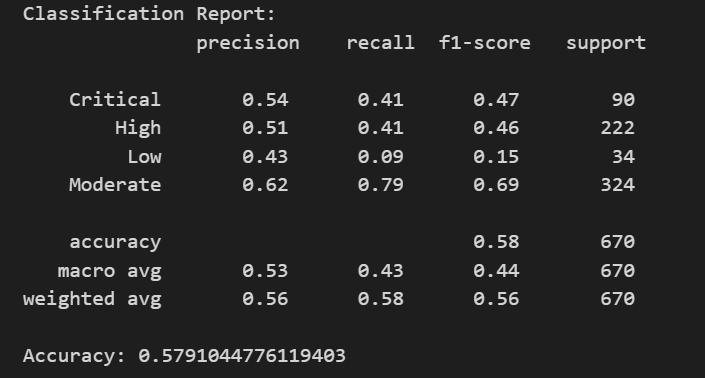 Classification Report:
precision recall f1-score support
Critical 0.54 0.41 0.47 90
High 0.51 0.41 0.46 222
Low 0.43 0.09 0.15 34
Moderate 0.62 0.79 0.69 324
accuracy 0.58 670
macro avg 0.53 0.43 0.44 670
weighted avg 0.56 0.58 0.56 670
Accuracy: 0.5791044776119403